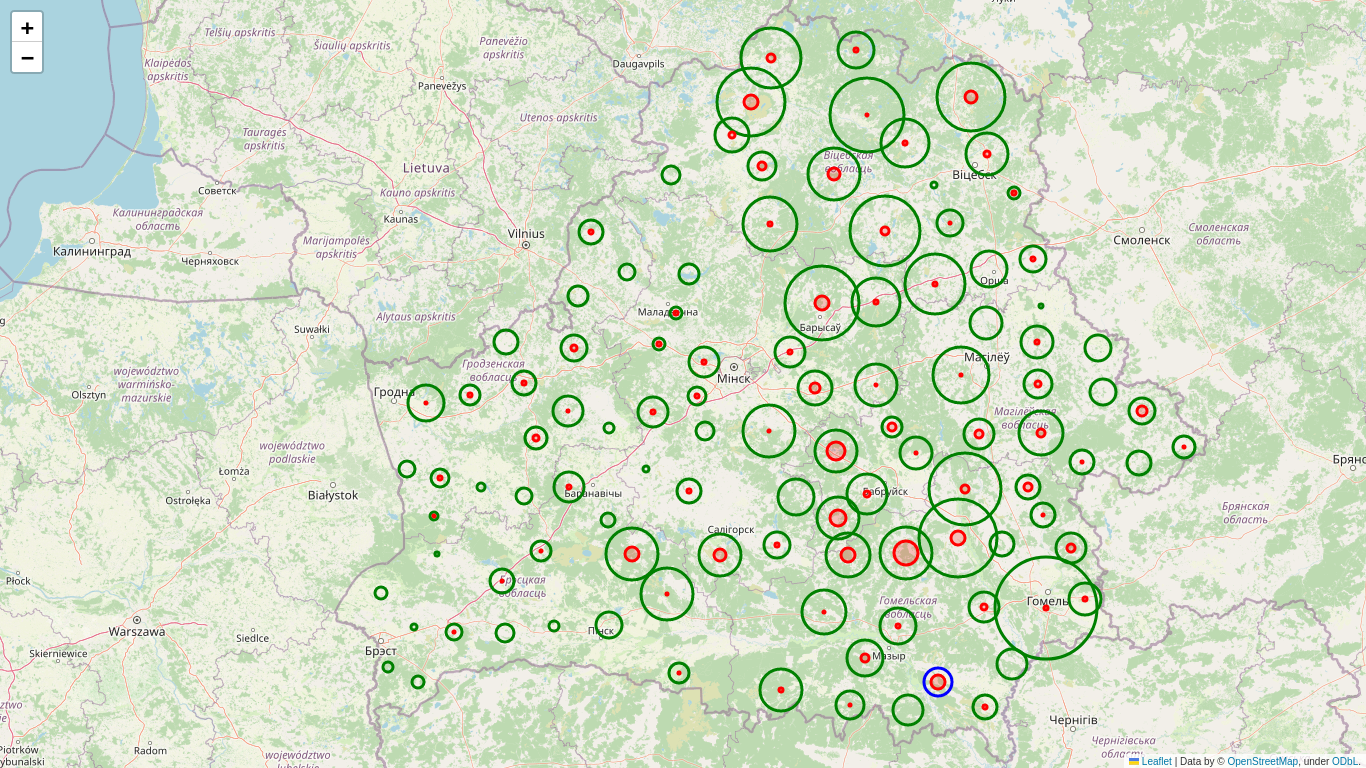 +
−
Telšių apskritis
Šiaulių apskritis
Panevėžio
apskritis
Daugavpils
Луки
Klaipėdos
apskritis
Panevėžys
Tauragės
apskritis
Utenos apskritis
Lietuva
Віцебская
вобласць
Віцебск
Советск
Kauno apskritis
Калининградская
область
Kaunas
Marijampolės
apskritis
Vilnius
Калининград
Черняховск
Смоленск
Смоленская
область
Орша
Alytaus apskritis
Suwałki
Маладзечна
Барысаў
Мінск
Магілёў
Гродзенская
вобласць
Гродна
województwo
warmińsko-
mazurskie
Olsztyn
Магілёўская
вобласць
województwo
podlaskie
Łomża
Ostrołęka
Białystok
Баранавічы
Бабруйск
Брянс
Брянская
область
Салігорск
Płock
Брэсцкая
вобласць
Гомельская
вобласць
Гомель
Warszawa
Siedlce
Skierniewice
Брэст
Пінск
Мазыр
Чернігів
Чернігівська
область
Piotrków
Trybunalski
Radom
województwo
lubelskie
Leaflet | Data by © OpenStreetMap, under ODbL.